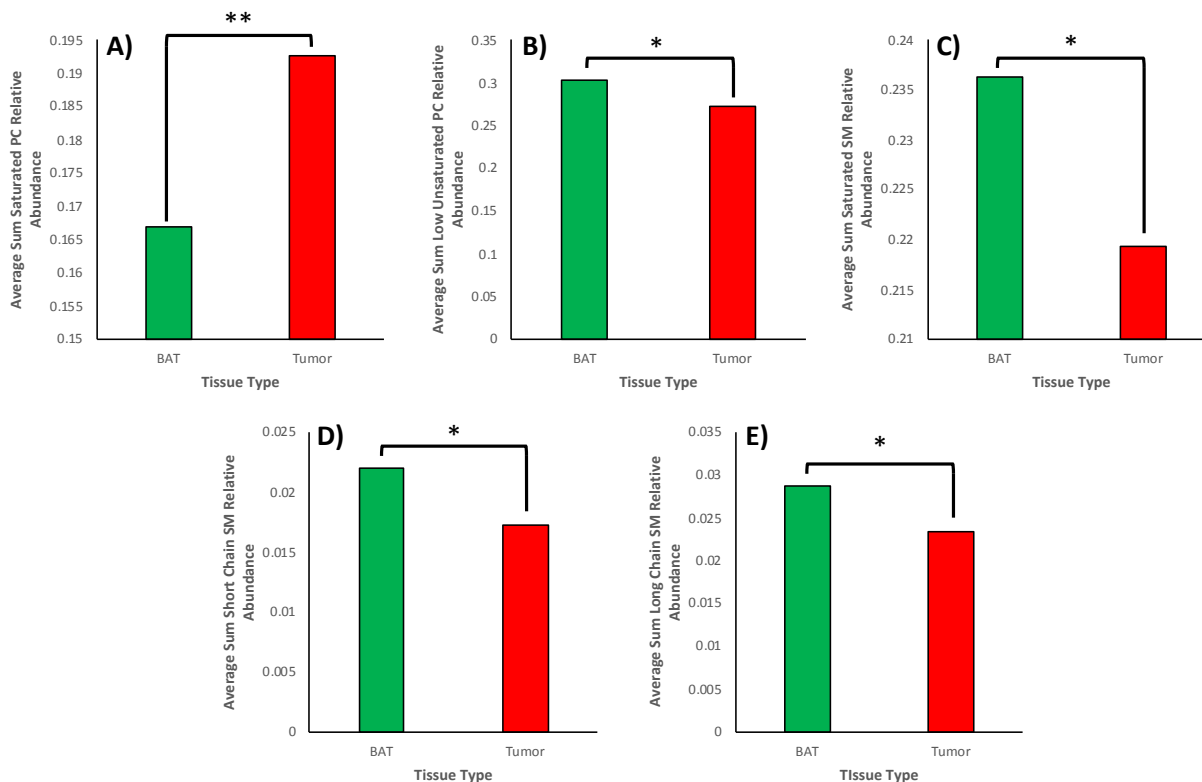 A)
**
Average Sum Saturated PC Relative
Abundance
0.195
0.19
0.185
0.18
0.175
0.17
0.165
0.16
0.155
0.15
BAT
Tumor
Tissue Type
B)
*
Average Sum Low Unsaturated PC Relative
Abundance
0.35
0.3
0.25
0.2
0.15
0.1
0.05
0
BAT
Tumor
Tissue Type
C)
*
Average Sum Saturated SM Relative
Abundance
0.24
0.235
0.23
0.225
0.22
0.215
0.21
BAT
Tumor
Tissue Type
D)
*
Average Sum Short Chain SM Relative
Abundance
0.025
0.02
0.015
0.01
0.005
0
BAT
Tumor
Tissue Type
E)
*
Average Sum Long Chain SM Relative
Abundance
0.035
0.03
0.025
0.02
0.015
0.01
0.005
0
BAT
Tumor
TIssue Type